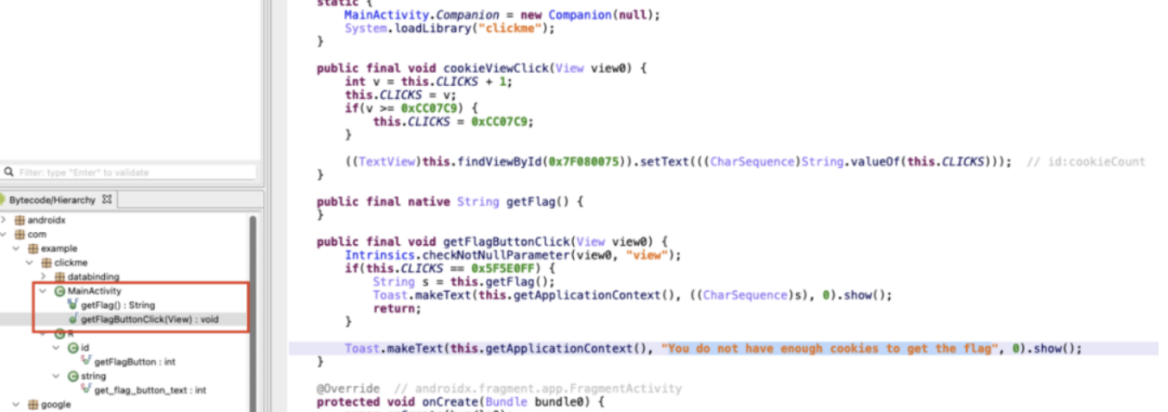 static {
MainActivity.Companion = new Companion(null);
System.loadLibrary("clickme");
}
public final void cookieViewClick(View view0) {
int v = this.CLICKS + 1;
this.CLICKS = v;
if(v >= 0xCC07C9) {
this.CLICKS = 0xCC07C9;
}
((TextView)this.findViewById(0x7F080075)).setText(((CharSequence)String.valueOf(this.CLICKS)));  // id:cookieCount
}
public final native String getFlag() {
}
public final void getFlagButtonClick(View view0) {
Intrinsics.checkNotNullParameter(view0, "view");
if(this.CLICKS == 0x5F5E0FF) {
String s = this.getFlag();
Toast.makeText(this.getApplicationContext(), ((CharSequence)s), 0).show();
return;
}
Toast.makeText(this.getApplicationContext(), "You do not have enough cookies to get the flag", 0).show();
}
@Override  // androidx.fragment.app.FragmentActivity
protected void onCreate(Bundle bundle0) {
Filter: type "Enter" to validate
Bytecode/Hierarchy
androidx
com
example
clickme
databinding
MainActivity
getFlag() : String
getFlagButtonClick(View) : void
R
id
getFlagButton : int
string
get_flag_button_text : int
google